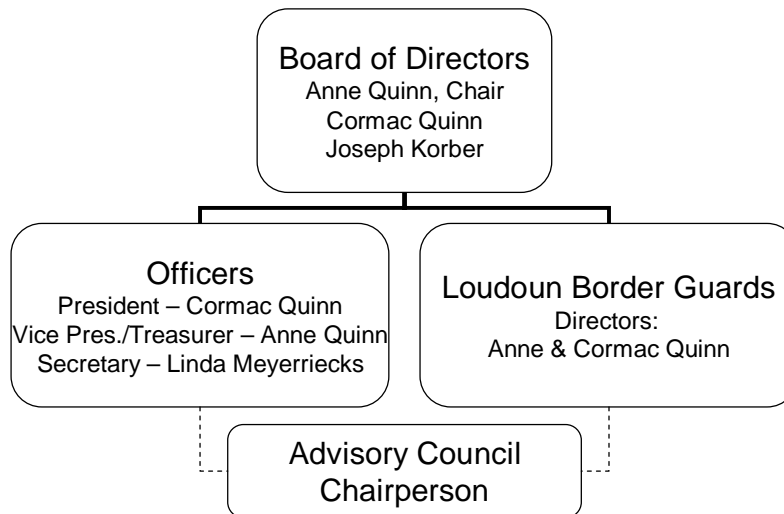 Board of Directors
Anne Quinn, Chair
Cormac Quinn
Joseph Korber
Officers
President – Cormac Quinn
Vice Pres./Treasurer – Anne Quinn
Secretary – Linda Meyerriecks
Loudoun Border Guards
Directors:
Anne & Cormac Quinn
Advisory Council
Chairperson